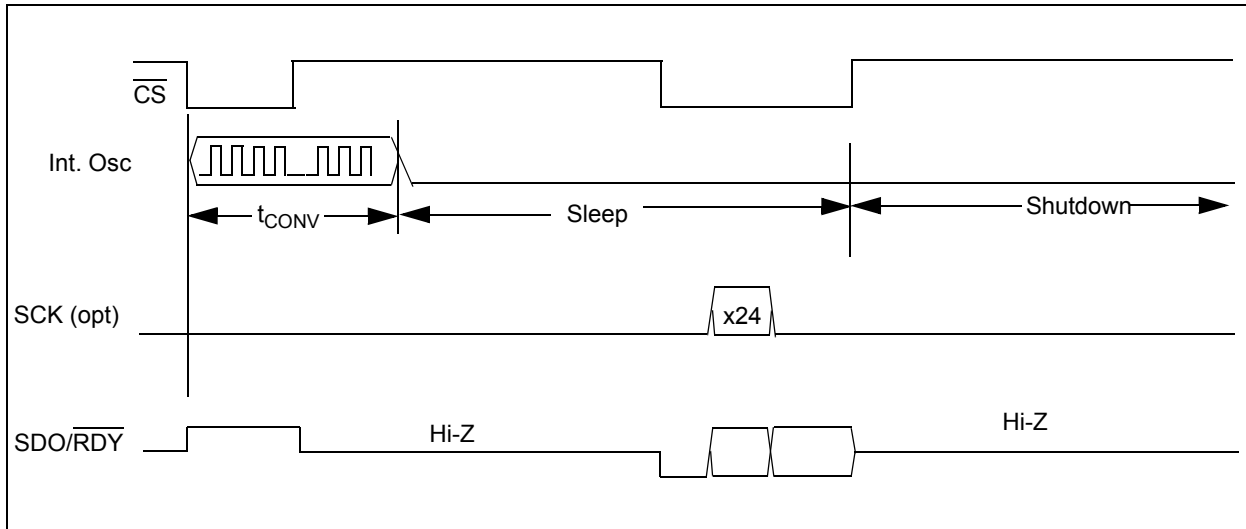 CS
Int. Osc
tCONV
Sleep
Shutdown
SCK (opt)
x24
SDO/RDY
Hi-Z
Hi-Z